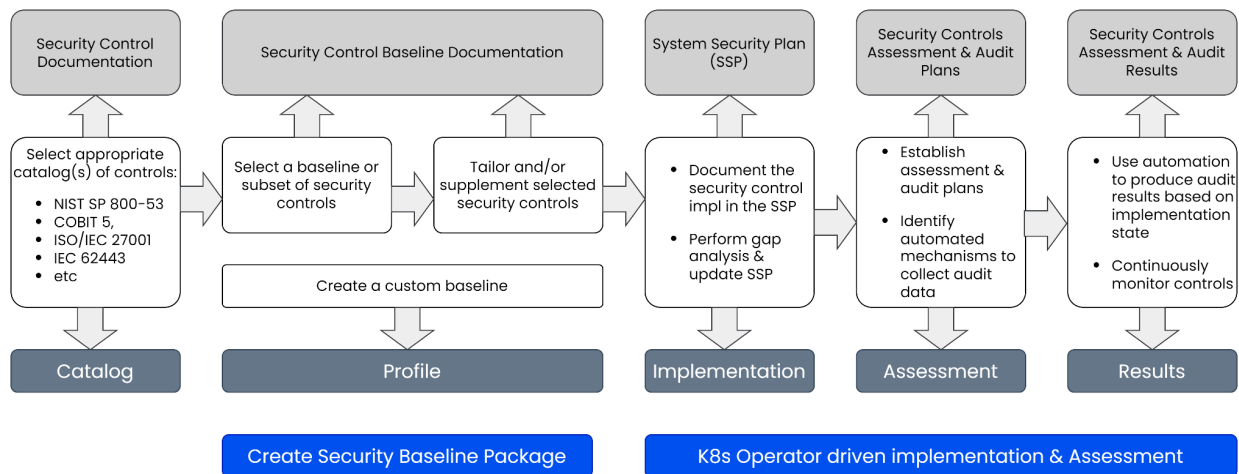 Security Control
Documentation
Security Control Baseline Documentation
System Security Plan
(SSP)
Security Controls
Assessment & Audit
Plans
Security Controls
Assessment & Audit
Results
Select appropriate
catalog(s) of controls:
• NIST SP 800-53
• COBIT 5,
• ISO/IEC 27001
• IEC 62443
• etc
Select a baseline or
subset of security
controls
Tailor and/or
supplement selected
security controls
Create a custom baseline
• Document the
security control
impl in the SSP
• Perform gap
analysis &
update SSP
• Establish
assessment &
audit plans
• Identify
automated
mechanisms to
collect audit
data
• Use automation
to produce audit
results based on
implementation
state
• Continuously
monitor controls
Catalog
Profile
Implementation
Assessment
Results
Create Security Baseline Package
K8s Operator driven implementation & Assessment